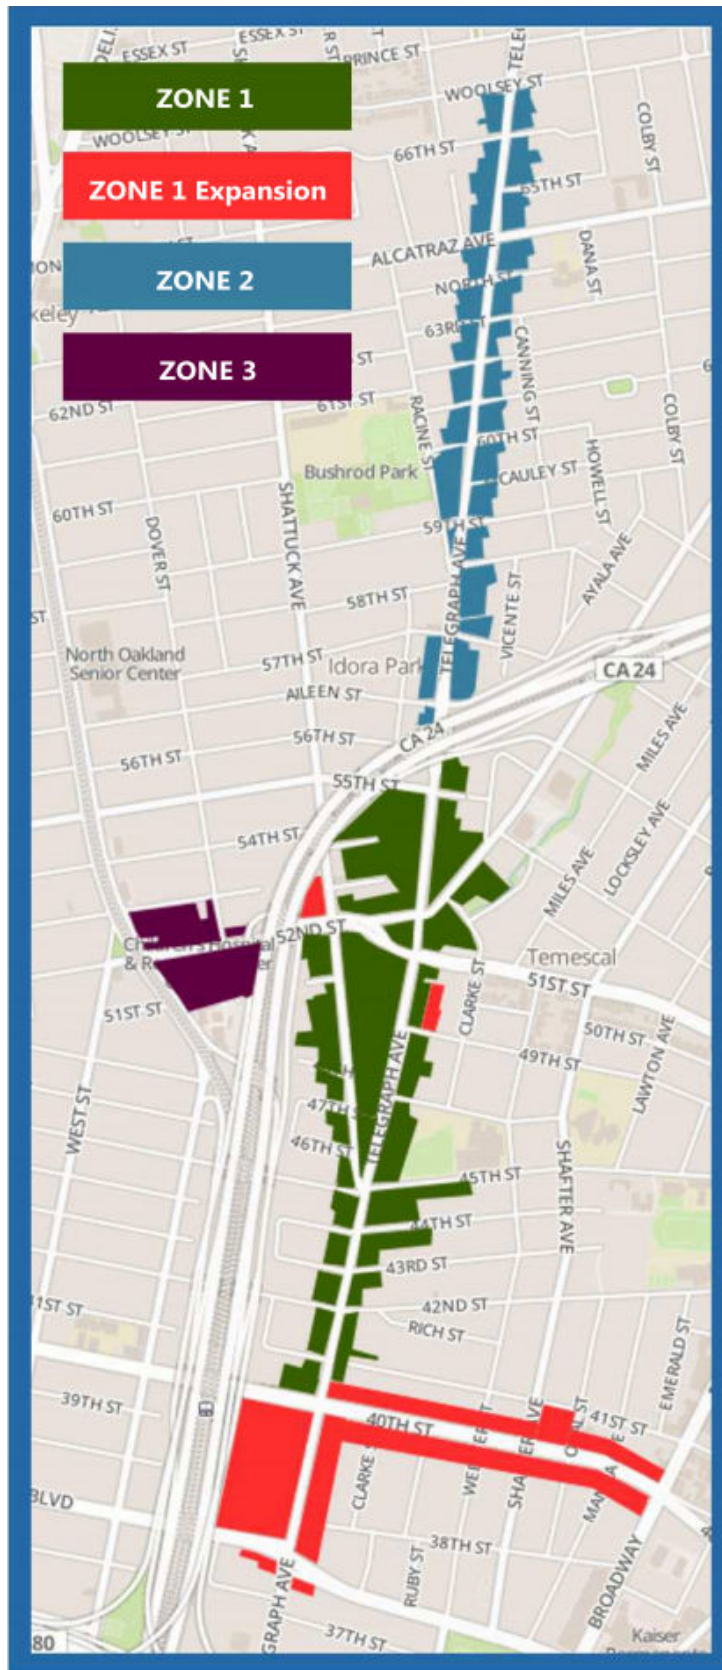 ESSEX ST
ESSEX ST
PRINCE ST
ZONE 1
WOOLSEY ST
WOOLSEY ST
COLBY ST
66TH ST
ZONE 1 Expansion
65TH ST
ALCATRAZ AVE
DANA ST
ZONE 2
NORTH ST
63RD ST
CANNING ST
ZONE 3
62ND ST
61ST ST
RACINE ST
COLBY ST
60TH ST
HOWELL ST
Bushrod Park
60TH ST
SHATTUCK AVE
59TH ST
DOVER ST
TELEGRAPH AVE
AYALA AVE
58TH ST
VICENTE ST
North Oakland
Senior Center
57TH ST
Idora Park
CA 24
AILEEN ST
56TH ST
56TH ST
CA 24
MILES AVE
55TH ST
54TH ST
LOCKSLEY AVE
MILES AVE
52ND ST
Temescal
51ST ST
51ST ST
CLARKE ST
50TH ST
49TH ST
LAWTON AVE
TELEGRAPH AVE
WEST ST
47TH ST
46TH ST
SHAFTER AVE
45TH ST
44TH ST
43RD ST
42ND ST
RICH ST
EMERALD ST
39TH ST
40TH ST
41ST ST
CLARKE
38TH ST
RUBY ST
BROADWAY
37TH ST
80
Kaiser